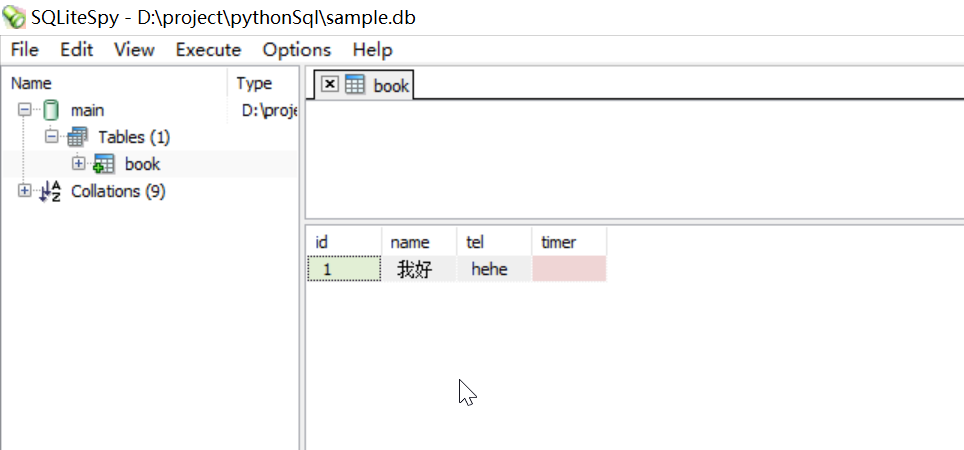 SQLiteSpy - D:\project\pythonSql\sample.db
File Edit View Execute Options Help
Name Type
main D:\proje
Tables (1)
book
Collations (9)
book
id name tel timer
1 我好 hehe